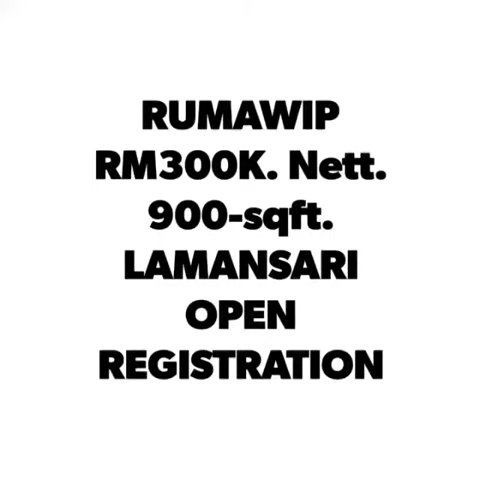 RUMAWIP
RM300K. Nett.
900-sqft.
LAMANSARI
OPEN
REGISTRATION